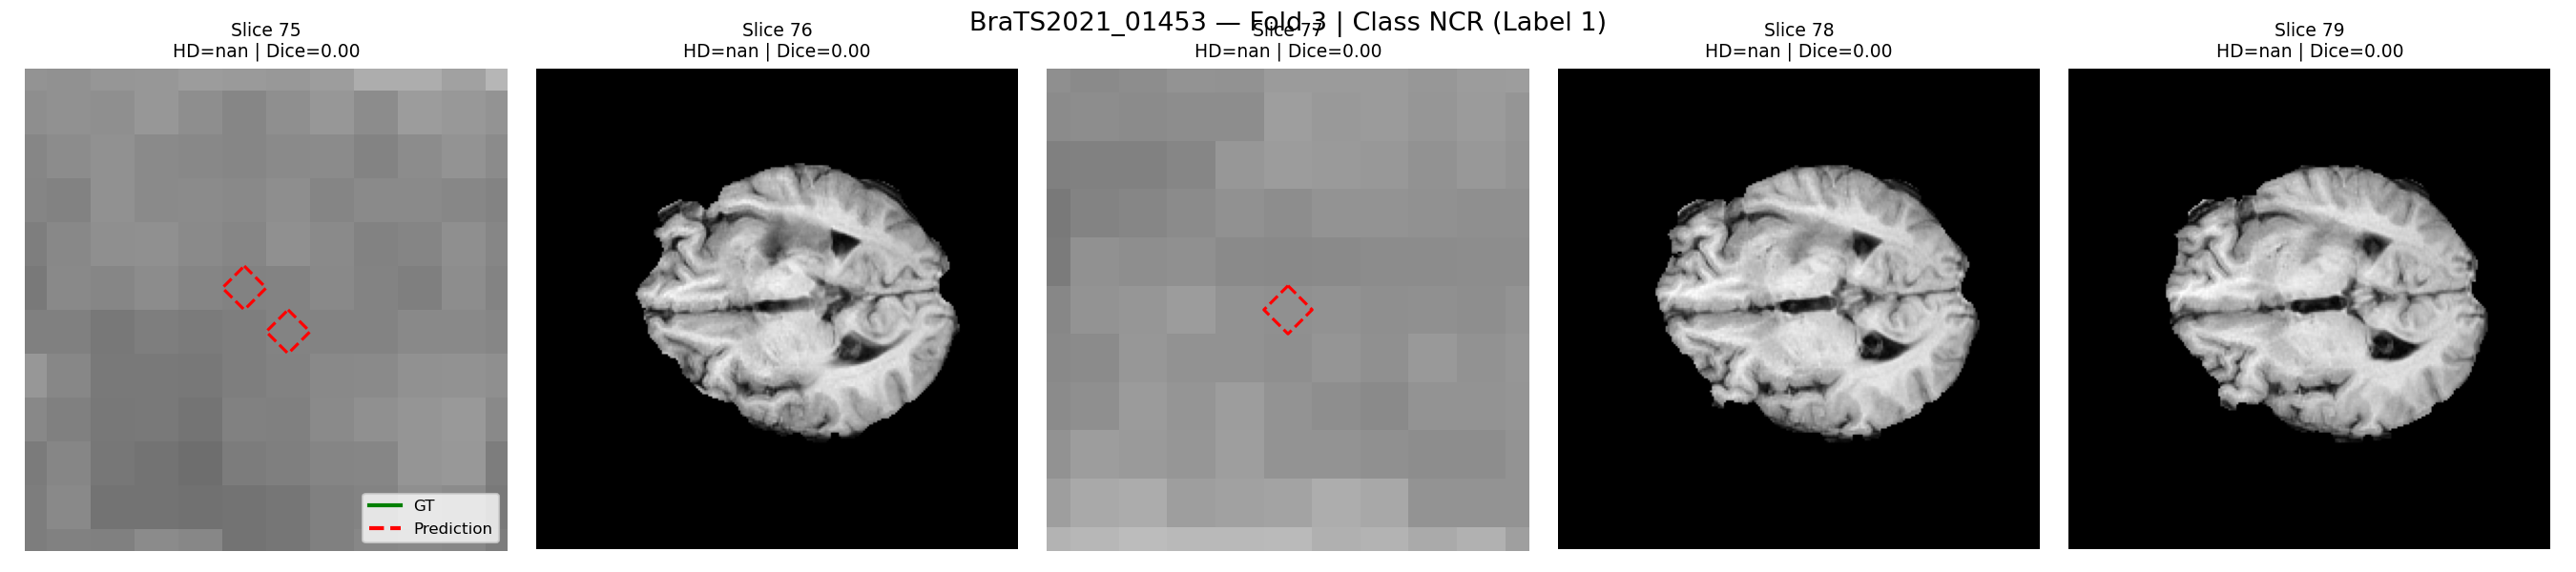 BraTS2021_01453 — Fold 3 | Class NCR (Label 1)
Slice 75
HD=nan | Dice=0.00
Slice 76
HD=nan | Dice=0.00
Slice 77
HD=nan | Dice=0.00
Slice 78
HD=nan | Dice=0.00
Slice 79
HD=nan | Dice=0.00
GT
Prediction